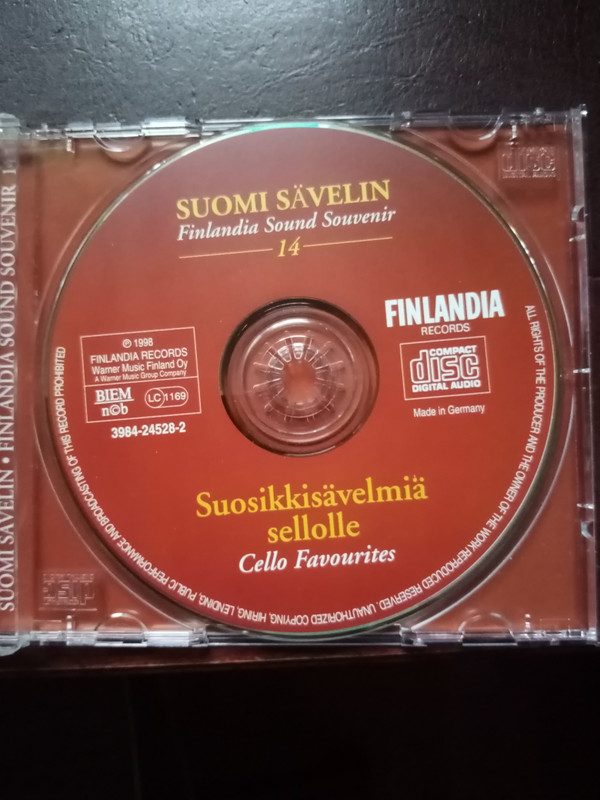 SUOMI SÄVELIN
Finlandia Sound Souvenir
14
FINLANDIA
RECORDS
COMPACT
disc
DIGITAL AUDIO
Made in Germany
℗ 1998
FINLANDIA RECORDS
Warner Music Finland Oy
A Warner Music Group Company
BIEM
n©b
LC 1169
3984-24528-2
Suosikkisävelmiä
sellolle
Cello Favourites
ALL RIGHTS OF THE PRODUCER AND THE OWNER OF THE WORK REPRODUCED RESERVED. UNAUTHORIZED COPYING, HIRING, LENDING, PUBLIC PERFORMANCE AND BROADCASTING OF THIS RECORD PROHIBITED
SUOMI SÄVELIN • FINLANDIA SOUND SOUVENIR